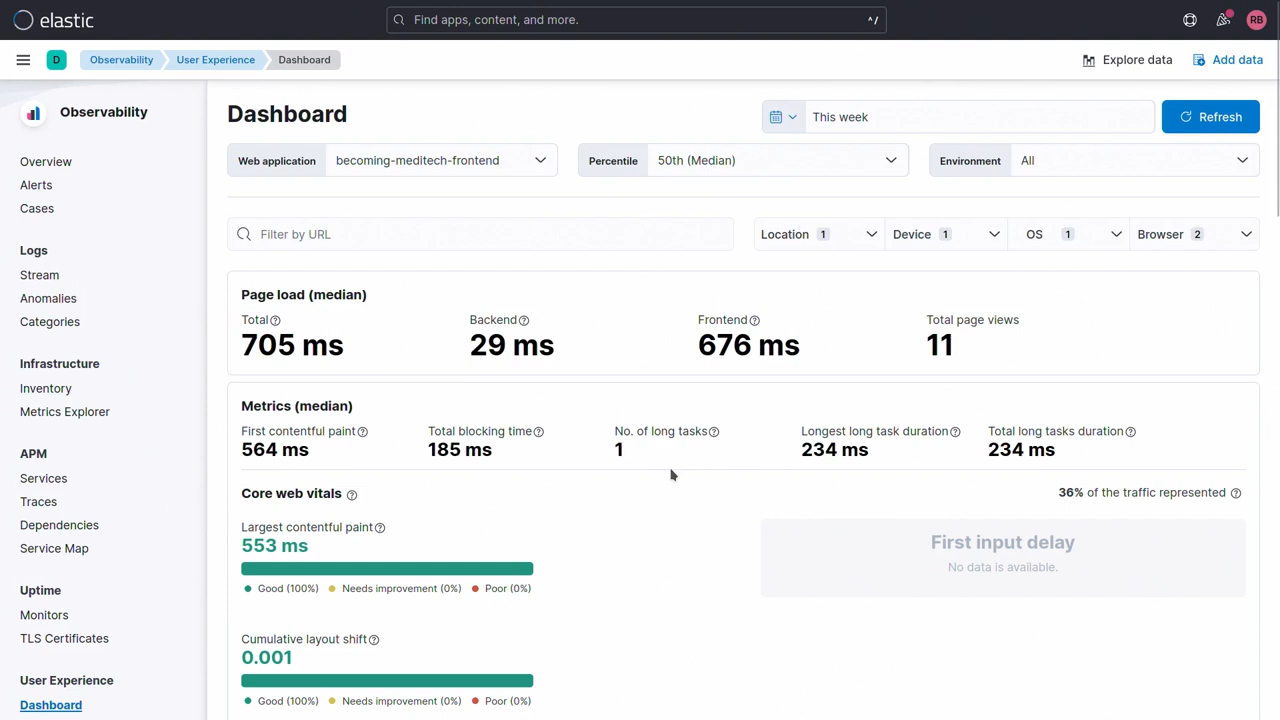 elastic
Find apps, content, and more.
^/
RB
D
Observability
User Experience
Dashboard
Explore data
Add data
Observability
Overview
Alerts
Cases
Logs
Stream
Anomalies
Categories
Infrastructure
Inventory
Metrics Explorer
APM
Services
Traces
Dependencies
Service Map
Uptime
Monitors
TLS Certificates
User Experience
Dashboard
Dashboard
This week
Refresh
Web application becoming-meditech-frontend
Percentile 50th (Median)
Environment All
Filter by URL
Location 1
Device 1
OS 1
Browser 2
Page load (median)
Total
705 ms
Backend
29 ms
Frontend
676 ms
Total page views
11
Metrics (median)
First contentful paint
564 ms
Total blocking time
185 ms
No. of long tasks
1
Longest long task duration
234 ms
Total long tasks duration
234 ms
Core web vitals
36% of the traffic represented
Largest contentful paint
553 ms
Good (100%) Needs improvement (0%) Poor (0%)
First input delay
No data is available.
Cumulative layout shift
0.001
Good (100%) Needs improvement (0%) Poor (0%)